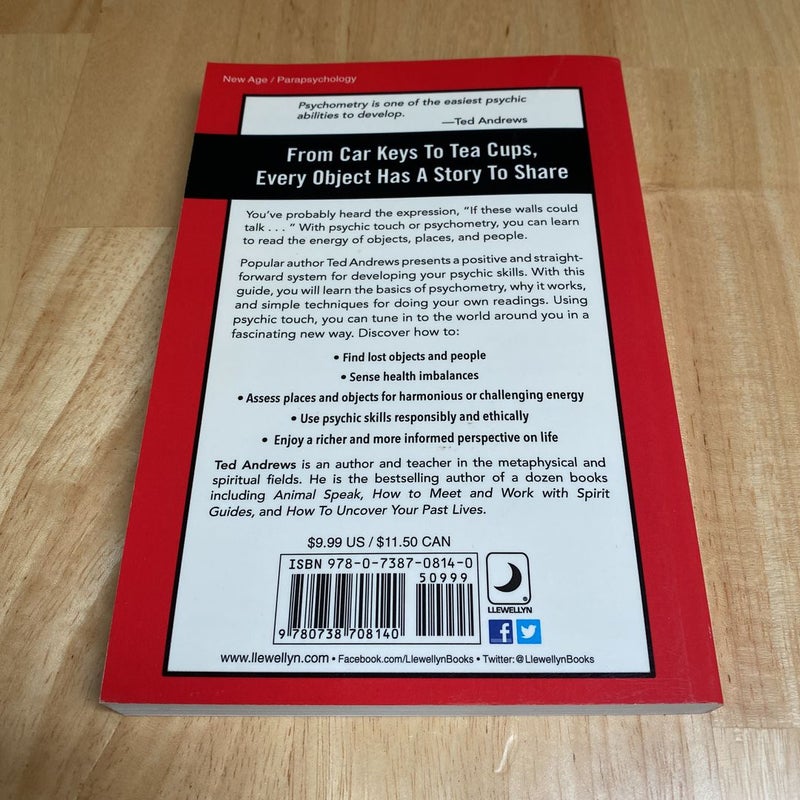 New Age / Parapsychology
Psychometry is one of the easiest psychic
abilities to develop.
—Ted Andrews
From Car Keys To Tea Cups,
Every Object Has A Story To Share
You've probably heard the expression, "If these walls could
talk . . . " With psychic touch or psychometry, you can learn
to read the energy of objects, places, and people.
Popular author Ted Andrews presents a positive and straight-
forward system for developing your psychic skills. With this
guide, you will learn the basics of psychometry, why it works,
and simple techniques for doing your own readings. Using
psychic touch, you can tune in to the world around you in a
fascinating new way. Discover how to:
• Find lost objects and people
• Sense health imbalances
• Assess places and objects for harmonious or challenging energy
• Use psychic skills responsibly and ethically
• Enjoy a richer and more informed perspective on life
Ted Andrews is an author and teacher in the metaphysical and
spiritual fields. He is the bestselling author of a dozen books
including Animal Speak, How to Meet and Work with Spirit
Guides, and How To Uncover Your Past Lives.
$9.99 US / $11.50 CAN
ISBN 978-0-7387-0814-0
50999
9 780738 708140
®
LLEWELLYN
www.llewellyn.com • Facebook.com/LlewellynBooks • Twitter: @LlewellynBooks